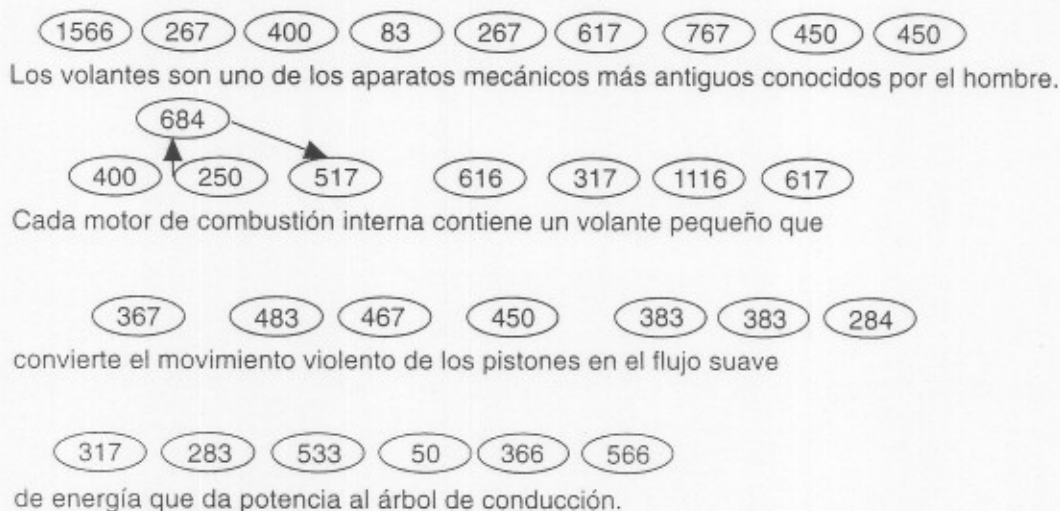 1566 267 400 83 267 617 767 450 450
Los volantes son uno de los aparatos mecánicos más antiguos conocidos por el hombre.
684
400 250 517 616 317 1116 617
Cada motor de combustión interna contiene un volante pequeño que
367 483 467 450 383 383 284
convierte el movimiento violento de los pistones en el flujo suave
317 283 533 50 366 566
de energía que da potencia al árbol de conducción.